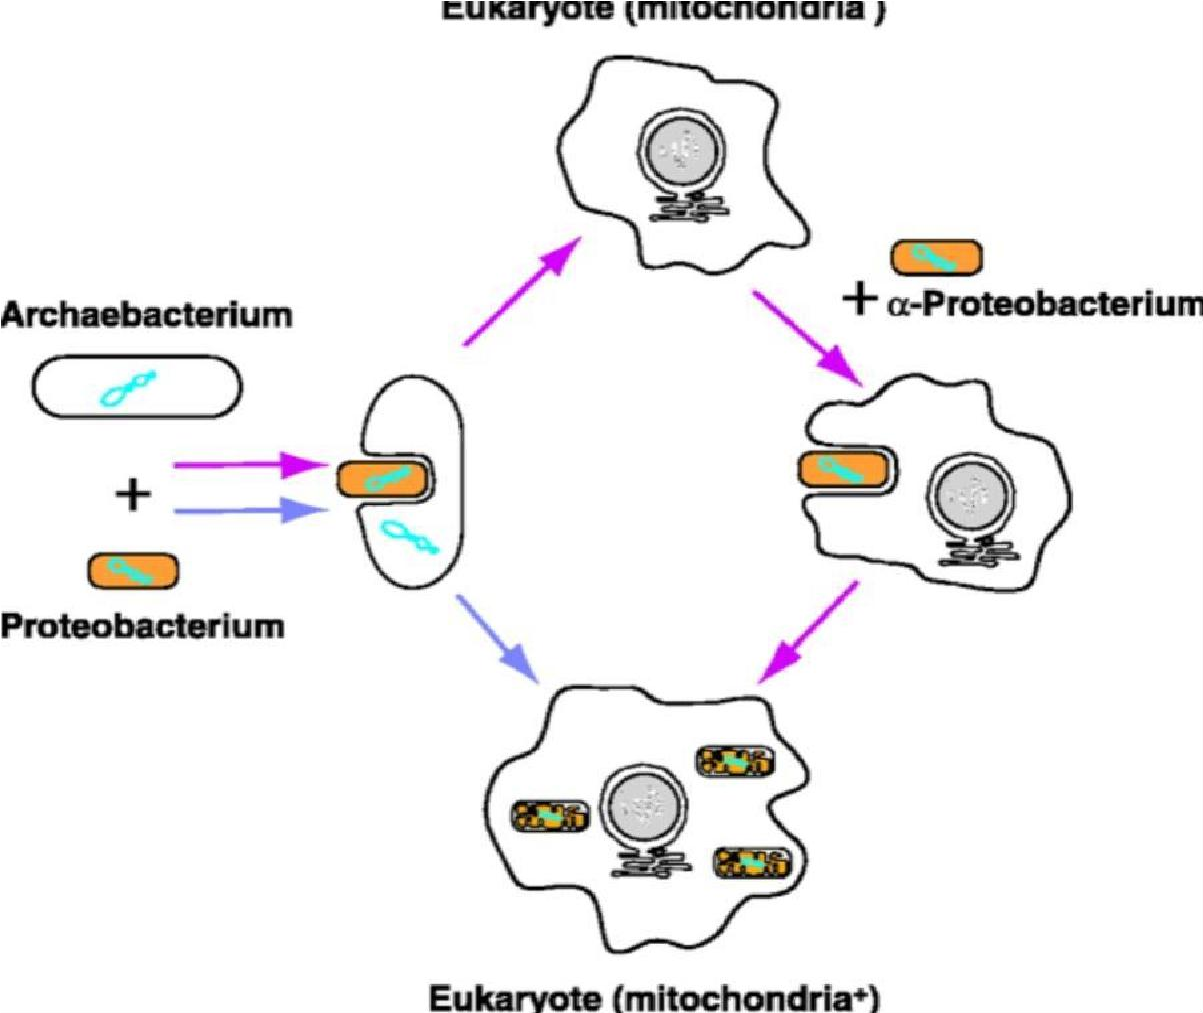 Eukaryote (mitochondria )
Archaebacterium
+ α-Proteobacterium
+
Proteobacterium
Eukaryote (mitochondria⁺)